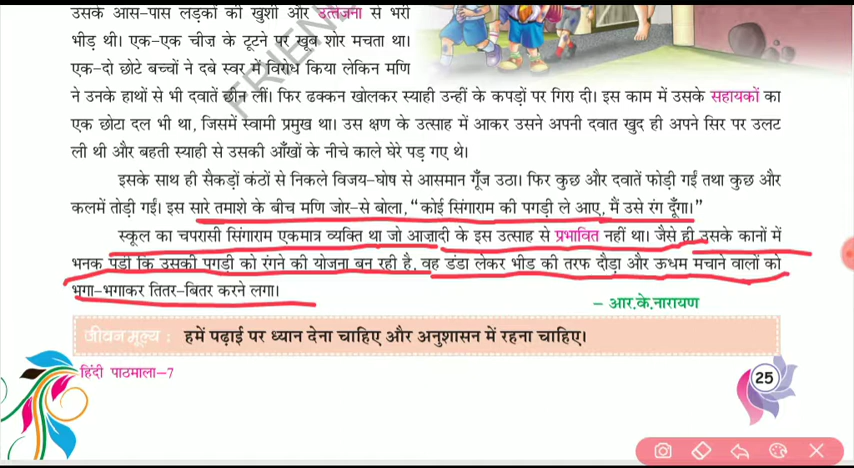 उसके आस-पास लड़कों की खुशी और उत्तेजना से भरी
भीड़ थी। एक-एक चीज़ के टूटने पर खूब शोर मचता था।
एक-दो छोटे बच्चों ने दबे स्वर में विरोध किया लेकिन मणि
ने उनके हाथों से भी दवातें छीन लीं। फिर ढक्कन खोलकर स्याही उन्हीं के कपड़ों पर गिरा दी। इस काम में उसके सहायकों का
एक छोटा दल भी था, जिसमें स्वामी प्रमुख था। उस क्षण के उत्साह में आकर उसने अपनी दवात खुद ही अपने सिर पर उलट
ली थी और बहती स्याही से उसकी आँखों के नीचे काले घेरे पड़ गए थे।
इसके साथ ही सैकड़ों कंठों से निकले विजय-घोष से आसमान गूँज उठा। फिर कुछ और दवातें फोड़ी गईं तथा कुछ और
कलमें तोड़ी गईं। इस सारे तमाशे के बीच मणि जोर-से बोला, “कोई सिंगाराम की पगड़ी ले आए, मैं उसे रंग दूँगा।”
स्कूल का चपरासी सिंगाराम एकमात्र व्यक्ति था जो आज़ादी के इस उत्साह से प्रभावित नहीं था। जैसे ही उसके कानों में
भनक पड़ी कि उसकी पगड़ी को रंगने की योजना बन रही है, वह डंडा लेकर भीड़ की तरफ दौड़ा और ऊधम मचाने वालों को
भगा-भगाकर तितर-बितर करने लगा।
– आर.के.नारायण
जीवन मूल्य : हमें पढ़ाई पर ध्यान देना चाहिए और अनुशासन में रहना चाहिए।
हिंदी पाठमाला–7
25
FRIEN